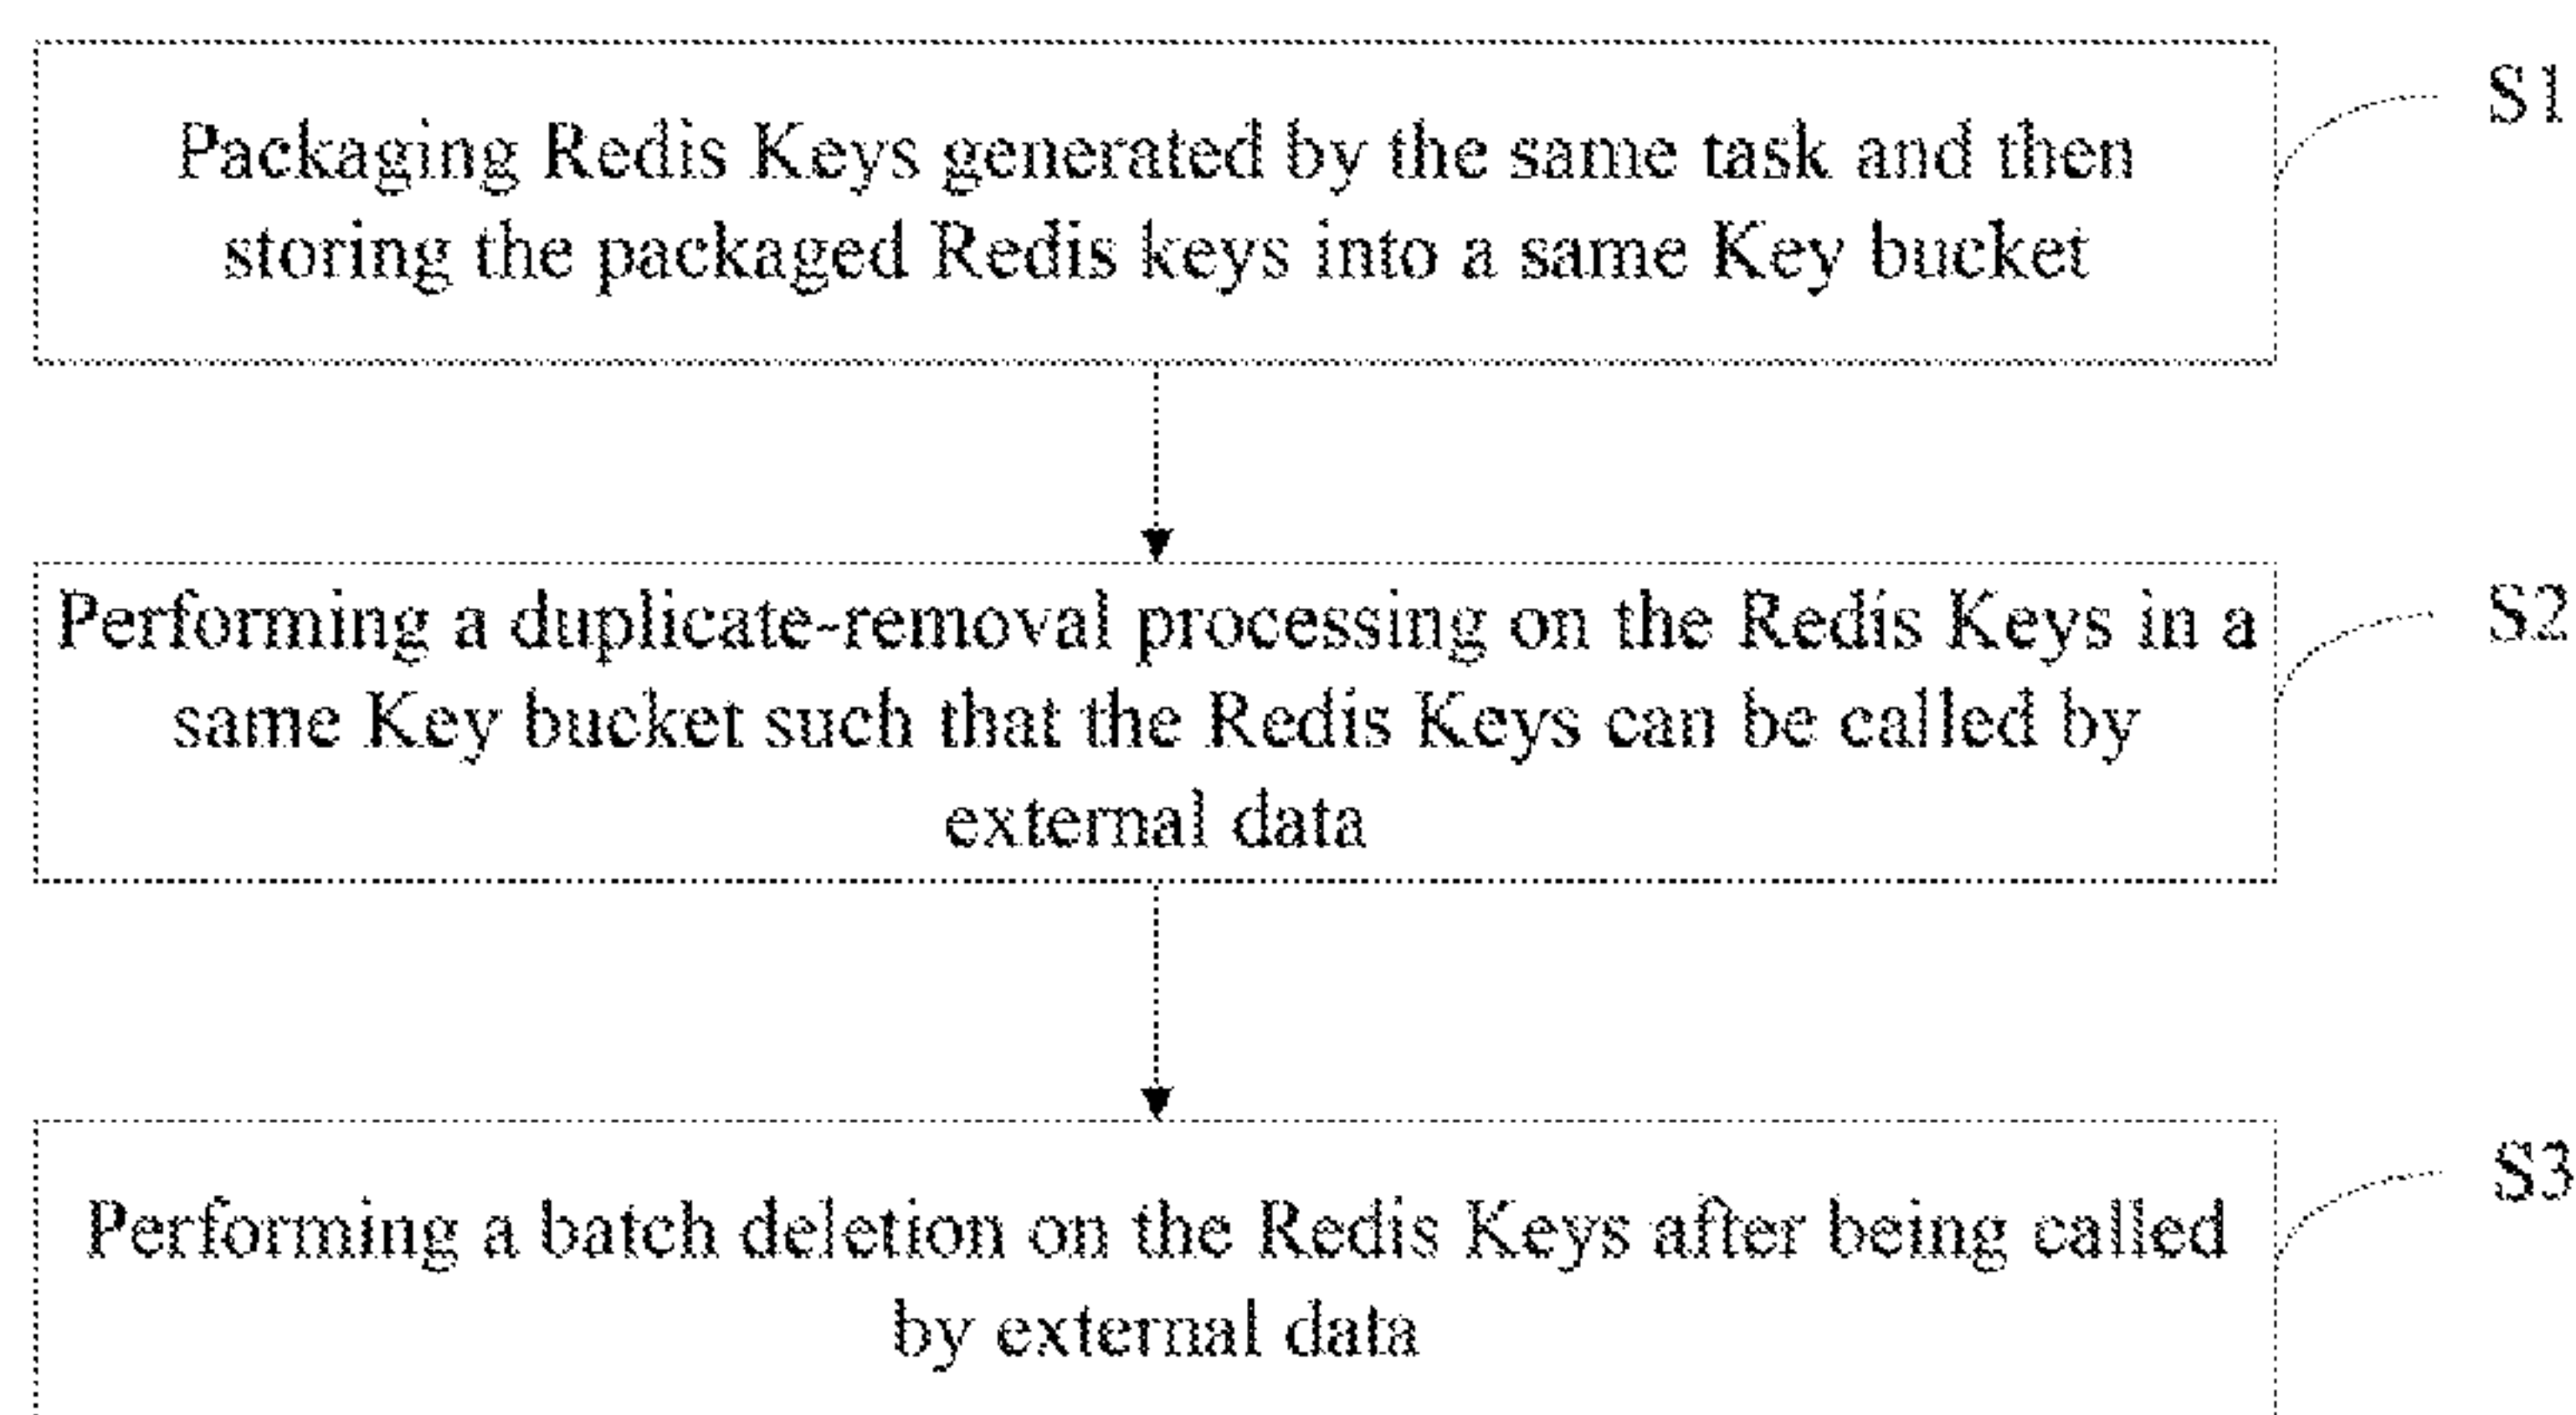 Packaging Redis Keys generated by the same task and then
storing the packaged Redis keys into a same Key bucket
S1
Performing a duplicate-removal processing on the Redis Keys in a
same Key bucket such that the Redis Keys can be called by
external data
S2
Performing a batch deletion on the Redis Keys after being called
by external data
S3